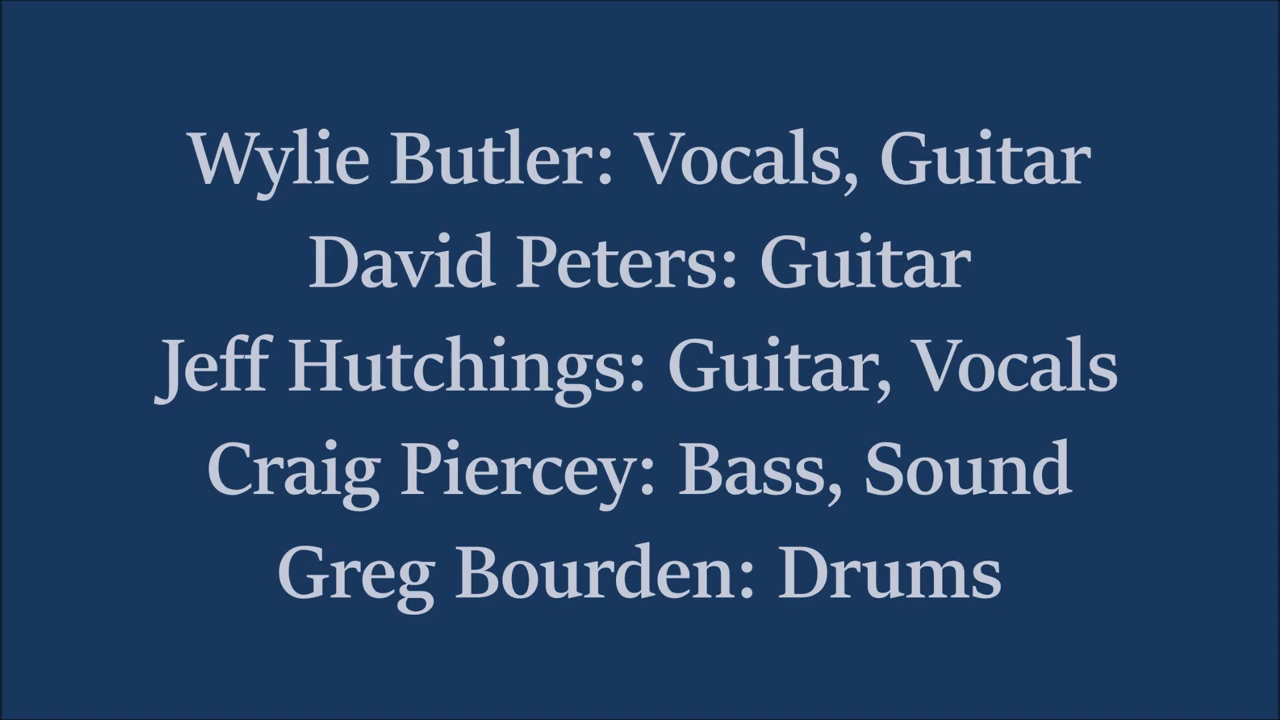 Wylie Butler: Vocals, Guitar
David Peters: Guitar
Jeff Hutchings: Guitar, Vocals
Craig Piercey: Bass, Sound
Greg Bourden: Drums